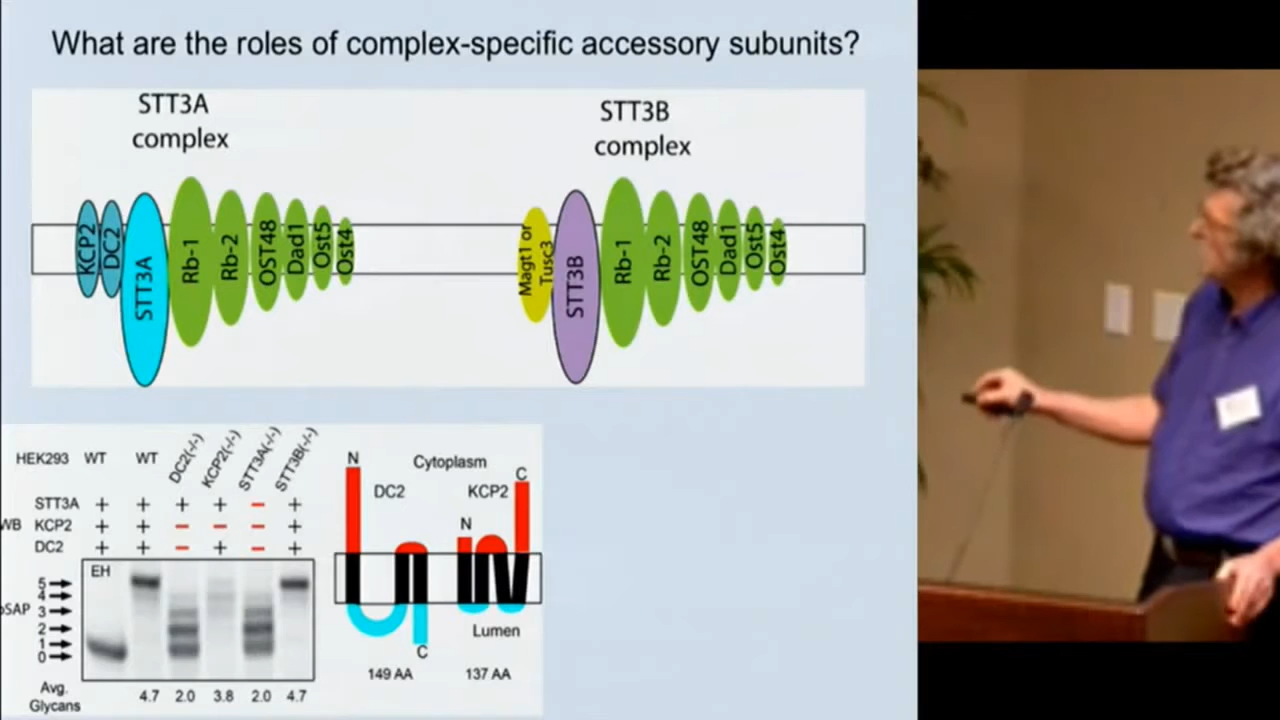 What are the roles of complex-specific accessory subunits?
STT3A
complex
STT3B
complex
KCP2
DC2
STT3A
Rb-1
Rb-2
OST48
Dad1
Ost5
Ost4
Magt1 or
Tusc3
STT3B
Rb-1
Rb-2
OST48
Dad1
Ost5
Ost4
HEK293 WT WT DC2(-/-) KCP2(-/-) STT3A(-/-) STT3B(-/-)
STT3A + + + + - +
WB KCP2 + + - - - +
DC2 + + - + - +
EH
5
4
pSAP 3
2
1
0
Avg.
Glycans 4.7 2.0 3.8 2.0 4.7
N Cytoplasm C
DC2 KCP2
N
Lumen
C
149 AA 137 AA